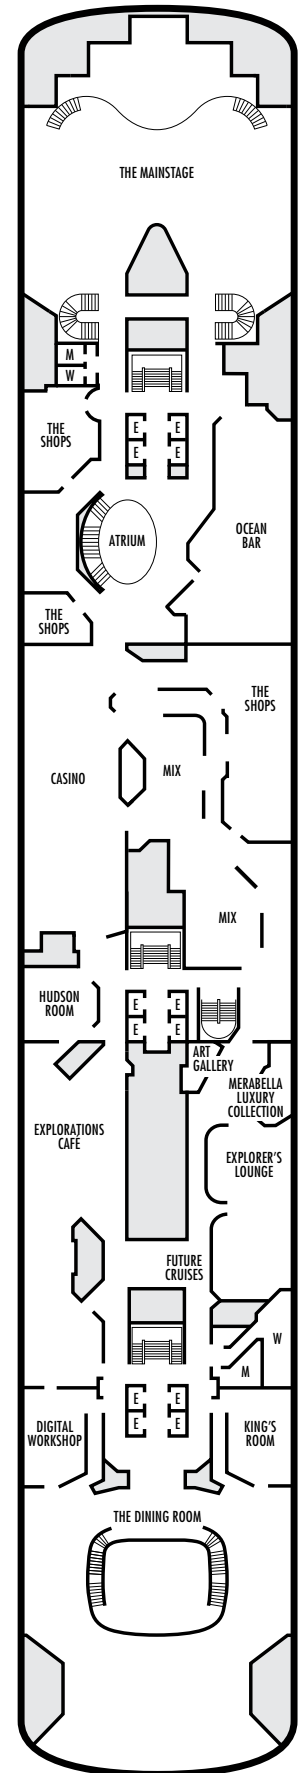 THE MAINSTAGE
M
W
THE
SHOPS
E
E
E
E
ATRIUM
OCEAN
BAR
THE
SHOPS
THE
SHOPS
CASINO
MIX
MIX
HUDSON
ROOM
E
E
E
E
ART
GALLERY
MERABELLA
LUXURY
COLLECTION
EXPLORATIONS
CAFÉ
EXPLORER'S
LOUNGE
FUTURE
CRUISES
W
M
E
E
E
E
DIGITAL
WORKSHOP
KING'S
ROOM
THE DINING ROOM